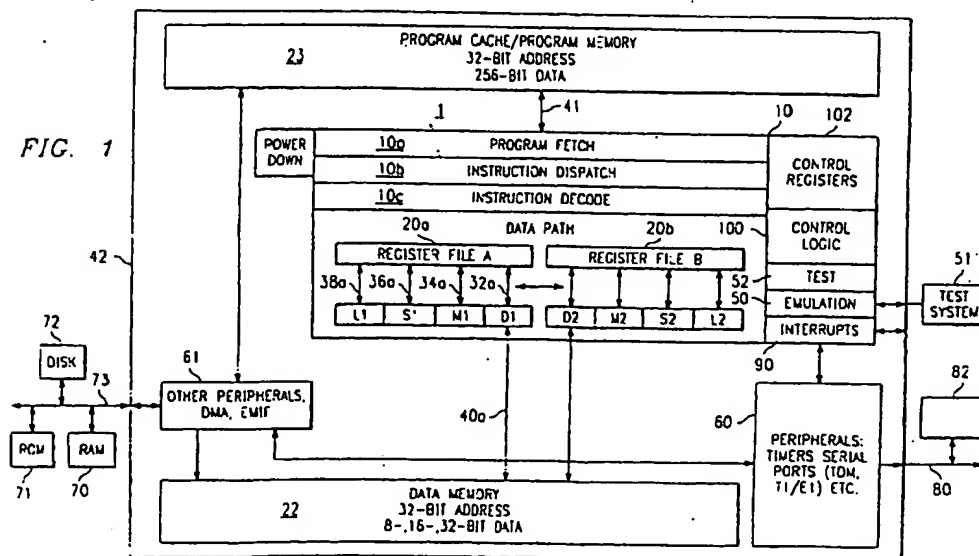 FIG. 1
23
PROGRAM CACHE/PROGRAM MEMORY
32-BIT ADDRESS
256-BIT DATA
41
1
10
102
POWER
DOWN
10a
PROGRAM FETCH
10b
INSTRUCTION DISPATCH
10c
INSTRUCTION DECODE
CONTROL
REGISTERS
20a
DATA PATH
20b
100
CONTROL
LOGIC
REGISTER FILE A
REGISTER FILE B
42
38a
36a
34a
32a
52
TEST
50
EMULATION
51
TEST
SYSTEM
L1
S'
M1
D1
D2
M2
S2
L2
INTERRUPTS
90
72
DISK
73
61
OTHER PERIPHERALS,
DMA, EMIF
40a
60
82
RCM
RAM
71
70
PERIPHERALS:
TIMERS SERIAL
PORTS (TDM,
T1/E1) ETC.
80
22
DATA MEMORY
32-BIT ADDRESS
8-,16-,32-BIT DATA